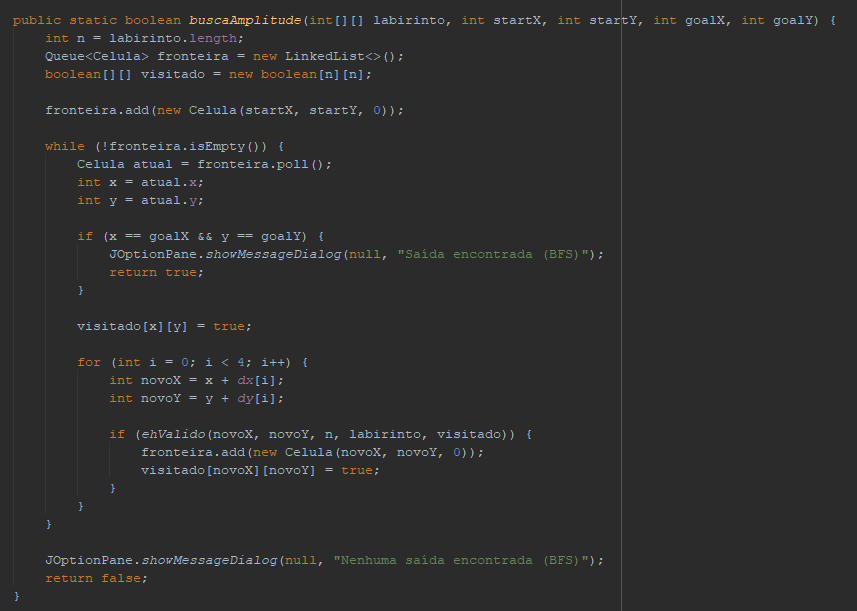 public static boolean buscaAmplitude(int[][] labirinto, int startX, int startY, int goalX, int goalY) {
    int n = labirinto.length;
    Queue<Celula> fronteira = new LinkedList<>();
    boolean[][] visitado = new boolean[n][n];

    fronteira.add(new Celula(startX, startY, 0));

    while (!fronteira.isEmpty()) {
        Celula atual = fronteira.poll();
        int x = atual.x;
        int y = atual.y;

        if (x == goalX && y == goalY) {
            JOptionPane.showMessageDialog(null, "Saída encontrada (BFS)");
            return true;
        }

        visitado[x][y] = true;

        for (int i = 0; i < 4; i++) {
            int novoX = x + dx[i];
            int novoY = y + dy[i];

            if (ehValido(novoX, novoY, n, labirinto, visitado)) {
                fronteira.add(new Celula(novoX, novoY, 0));
                visitado[novoX][novoY] = true;
            }
        }
    }

    JOptionPane.showMessageDialog(null, "Nenhuma saída encontrada (BFS)");
    return false;
}